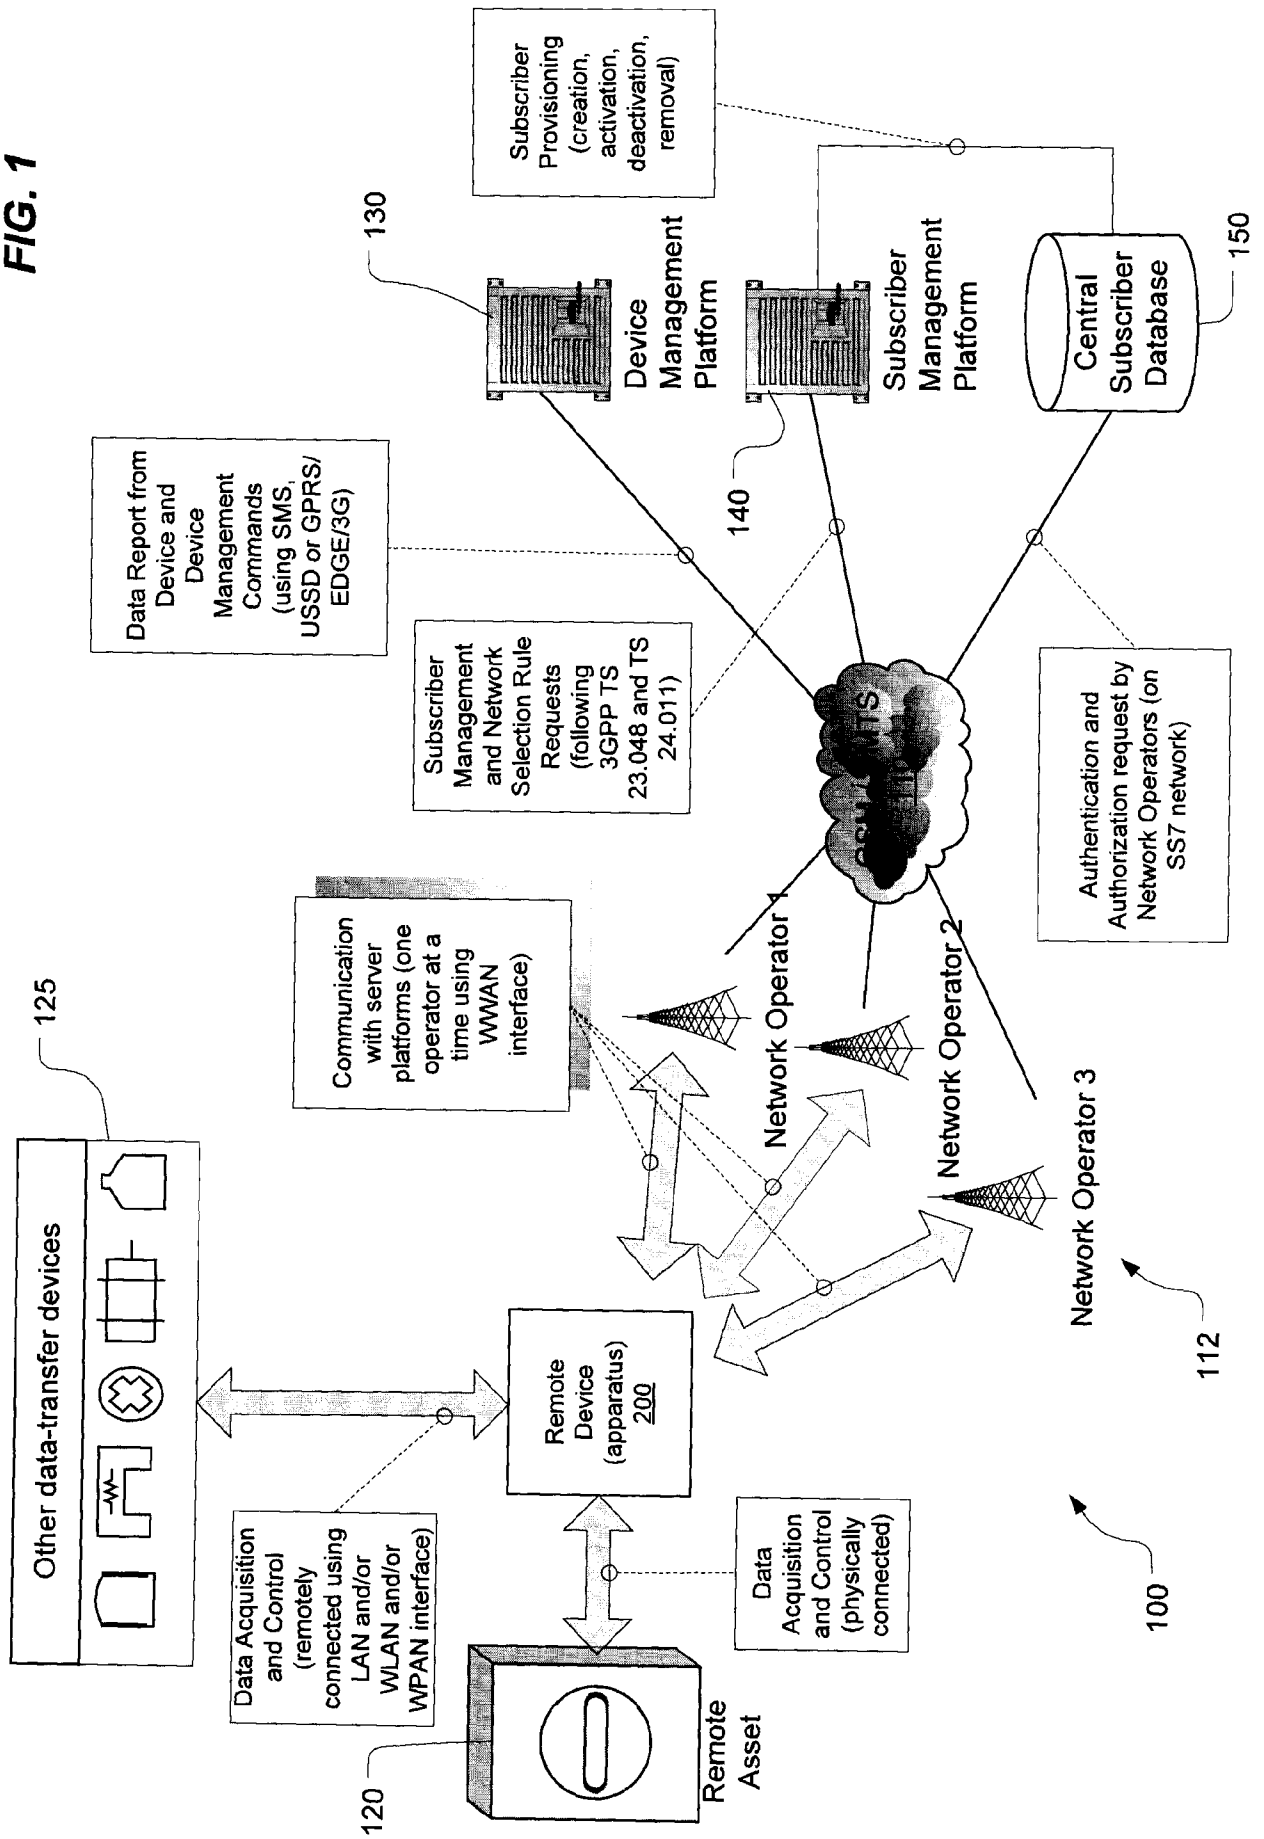 FIG. 1
Other data-transfer devices
125
Data Acquisition
and Control
(remotely
connected using
LAN and/or
WLAN and/or
WPAN interface)
Communication
with server
platforms (one
operator at a
time using
WWAN
interface)
Data Report from
Device and
Device
Management
Commands
(using SMS,
USSD or GPRS/
EDGE/3G)
130
Subscriber
Provisioning
(creation,
activation,
deactivation,
removal)
Subscriber
Management
and Network
Selection Rule
Requests
(following
3GPP TS
23.048 and TS
24.011)
Device
Management
Platform
140
Subscriber
Management
Platform
120
Remote
Asset
Remote
Device
(apparatus)
200
Data
Acquisition
and Control
(physically
connected)
Network Operator 1
Network Operator 2
Network Operator 3
112
100
Central
Subscriber
Database
150
Authentication and
Authorization request by
Network Operators (on
SS7 network)